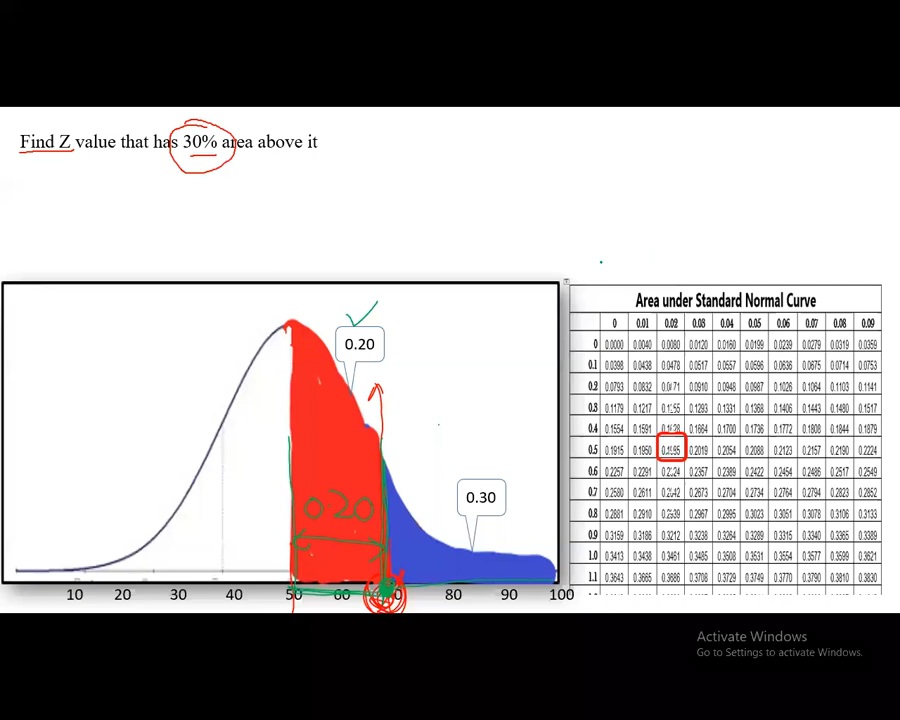 Find Z value that has 30% area above it
0.20
0.30
020
10 20 30 40 50 60 70 80 90 100
Area under Standard Normal Curve
0 0.01 0.02 0.03 0.04 0.05 0.06 0.07 0.08 0.09
0 0.0000 0.0040 0.0080 0.0120 0.0160 0.0199 0.0239 0.0279 0.0319 0.0359
0.1 0.0398 0.0438 0.0478 0.0517 0.0557 0.0596 0.0636 0.0675 0.0714 0.0753
0.2 0.0793 0.0832 0.0871 0.0910 0.0948 0.0987 0.1026 0.1064 0.1103 0.1141
0.3 0.1179 0.1217 0.1255 0.1293 0.1331 0.1368 0.1406 0.1443 0.1480 0.1517
0.4 0.1554 0.1591 0.1628 0.1664 0.1700 0.1736 0.1772 0.1808 0.1844 0.1879
0.5 0.1915 0.1950 0.1985 0.2019 0.2054 0.2088 0.2123 0.2157 0.2190 0.2224
0.6 0.2257 0.2291 0.2324 0.2357 0.2389 0.2422 0.2454 0.2486 0.2517 0.2549
0.7 0.2580 0.2611 0.2642 0.2673 0.2704 0.2734 0.2764 0.2794 0.2823 0.2852
0.8 0.2881 0.2910 0.2939 0.2967 0.2995 0.3023 0.3051 0.3078 0.3106 0.3133
0.9 0.3159 0.3186 0.3212 0.3238 0.3264 0.3289 0.3315 0.3340 0.3365 0.3389
1.0 0.3413 0.3438 0.3461 0.3485 0.3508 0.3531 0.3554 0.3577 0.3599 0.3621
1.1 0.3643 0.3665 0.3686 0.3708 0.3729 0.3749 0.3770 0.3790 0.3810 0.3830
Activate Windows
Go to Settings to activate Windows.